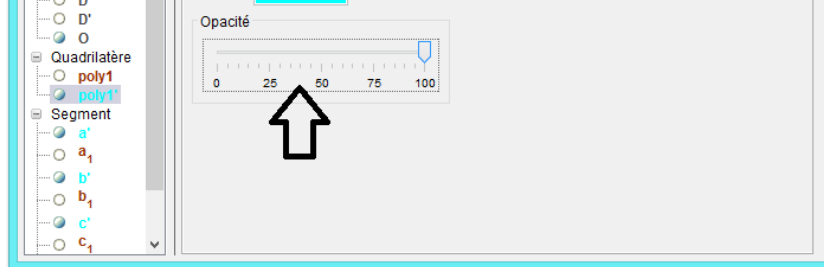 D
D'
O
Quadrilatère
poly1
poly1'
Segment
a'
a1
b'
b1
c'
c1
Opacité
0 25 50 75 100